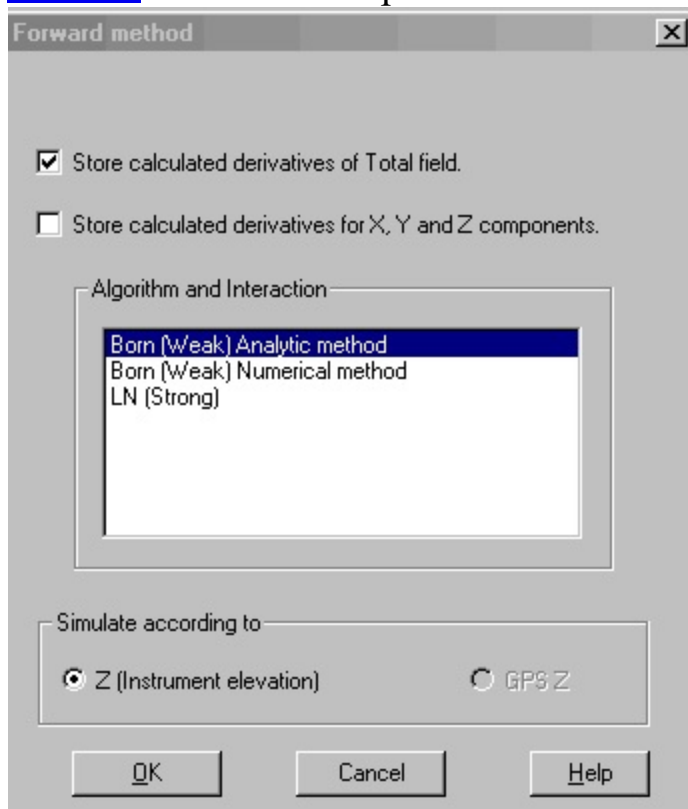 Forward method
Store calculated derivatives of Total field.
Store calculated derivatives for X, Y and Z components.
Algorithm and Interaction
Born (Weak) Analytic method
Born (Weak) Numerical method
LN (Strong)
Simulate according to
Z (Instrument elevation)
GPS Z
OK
Cancel
Help